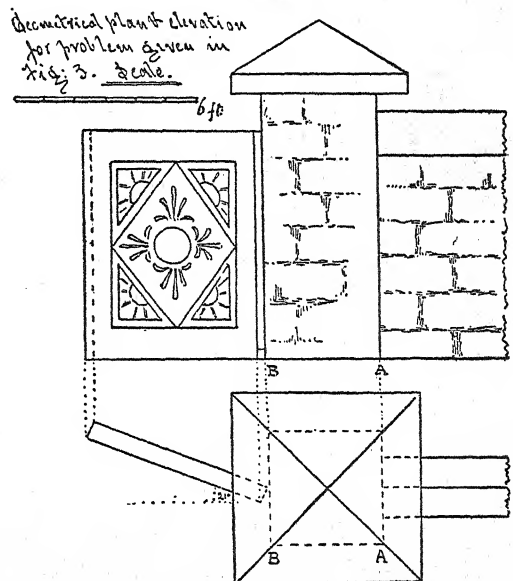 Geometrical plan & elevation
for problem given in
Fig: 3. Scale.
6 ft
B A
B A